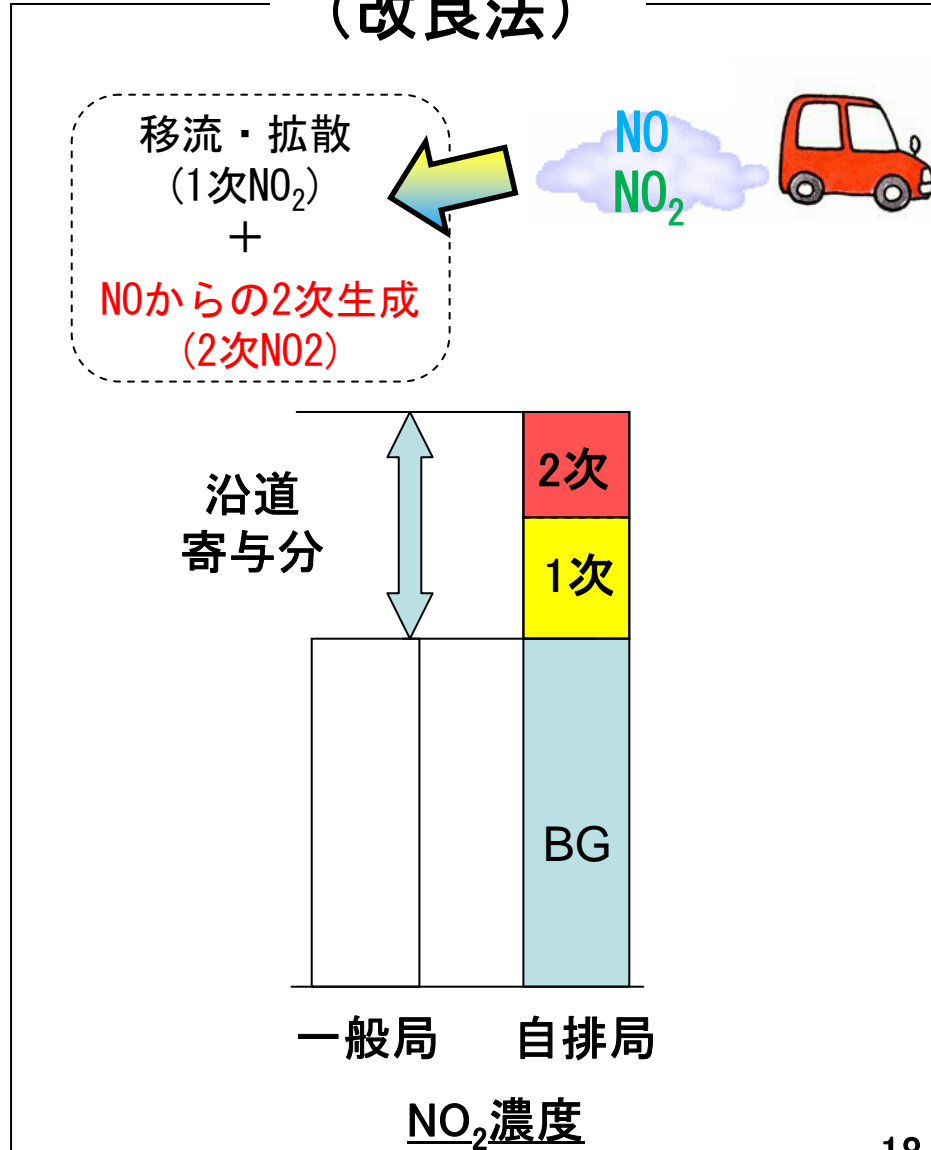 （改良法）
移流・拡散
(1次NO₂)
＋
NOからの2次生成
(2次NO2)
NO
NO₂
沿道
寄与分
2次
1次
BG
一般局
自排局
NO₂濃度
18